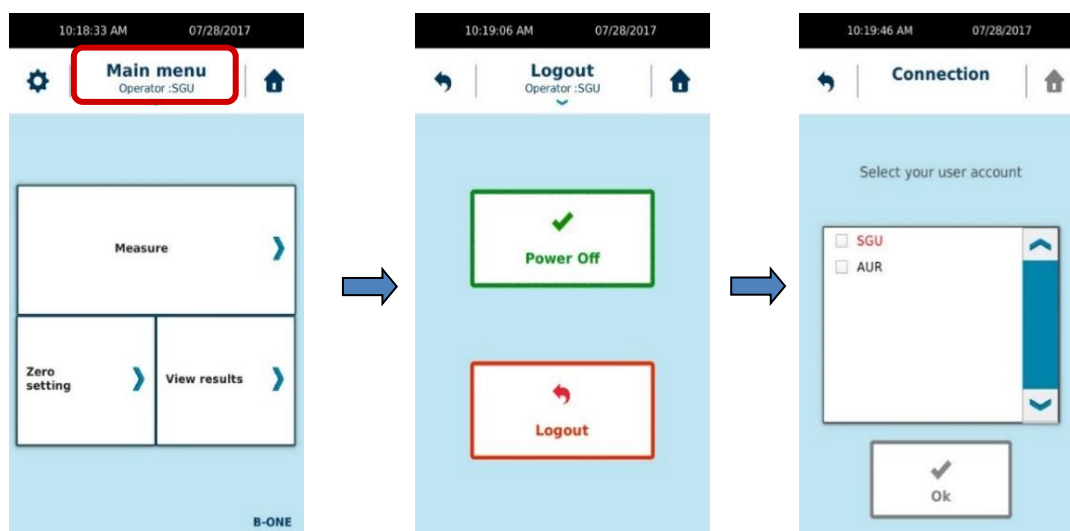 10:18:33 AM 07/28/2017
Main menu
Operator :SGU
Measure
Zero
setting
View results
B-ONE
10:19:06 AM 07/28/2017
Logout
Operator :SGU
Power Off
Logout
10:19:46 AM 07/28/2017
Connection
Select your user account
SGU
AUR
Ok